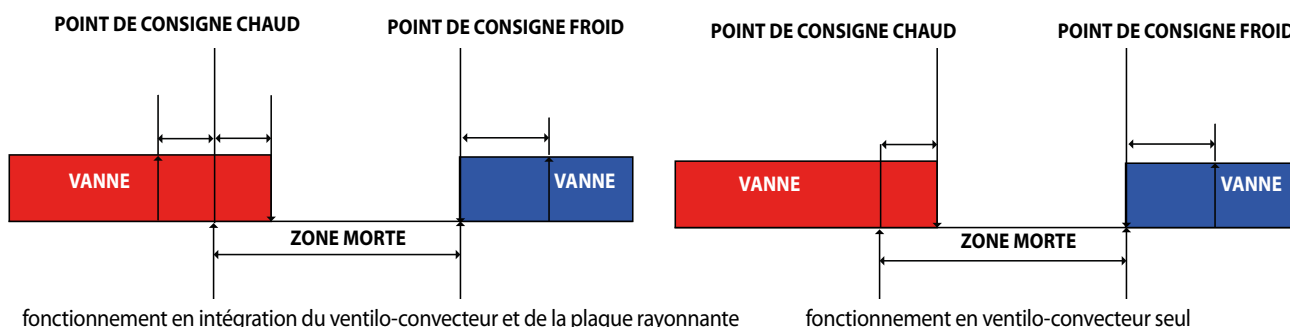 POINT DE CONSIGNE CHAUD
POINT DE CONSIGNE FROID
VANNE
VANNE
ZONE MORTE
fonctionnement en intégration du ventilo-convecteur et de la plaque rayonnante
POINT DE CONSIGNE CHAUD
POINT DE CONSIGNE FROID
VANNE
VANNE
ZONE MORTE
fonctionnement en ventilo-convecteur seul